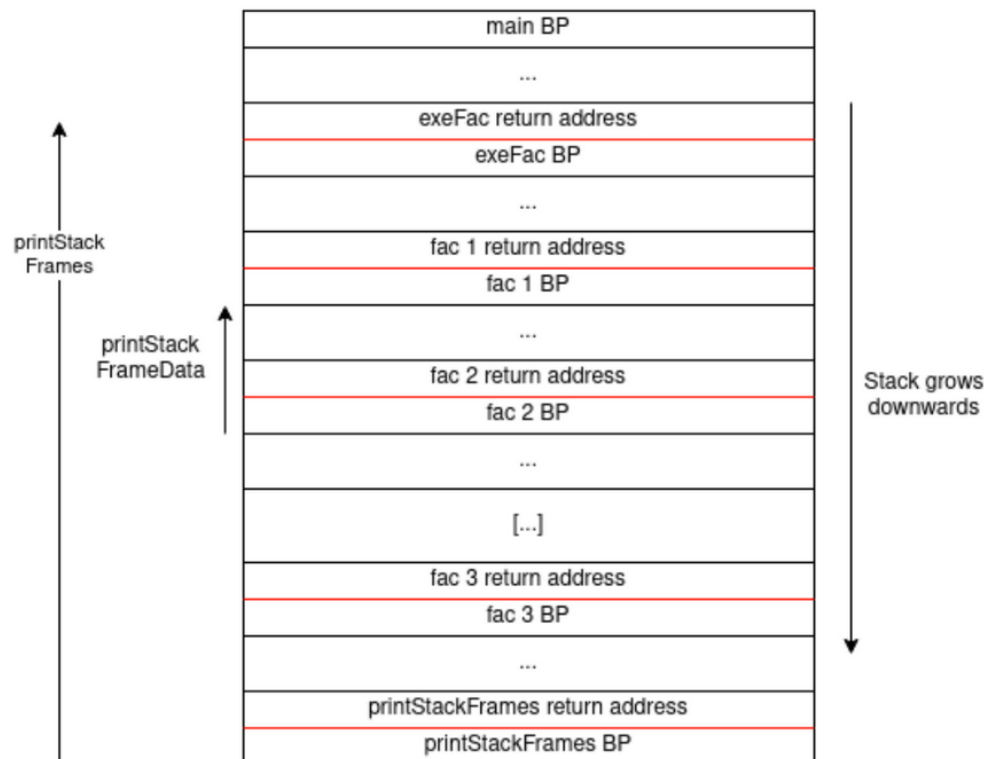 main BP
...
exeFac return address
exeFac BP
...
printStack
Frames
fac 1 return address
fac 1 BP
...
printStack
FrameData
fac 2 return address
fac 2 BP
Stack grows
downwards
...
[...]
fac 3 return address
fac 3 BP
...
printStackFrames return address
printStackFrames BP